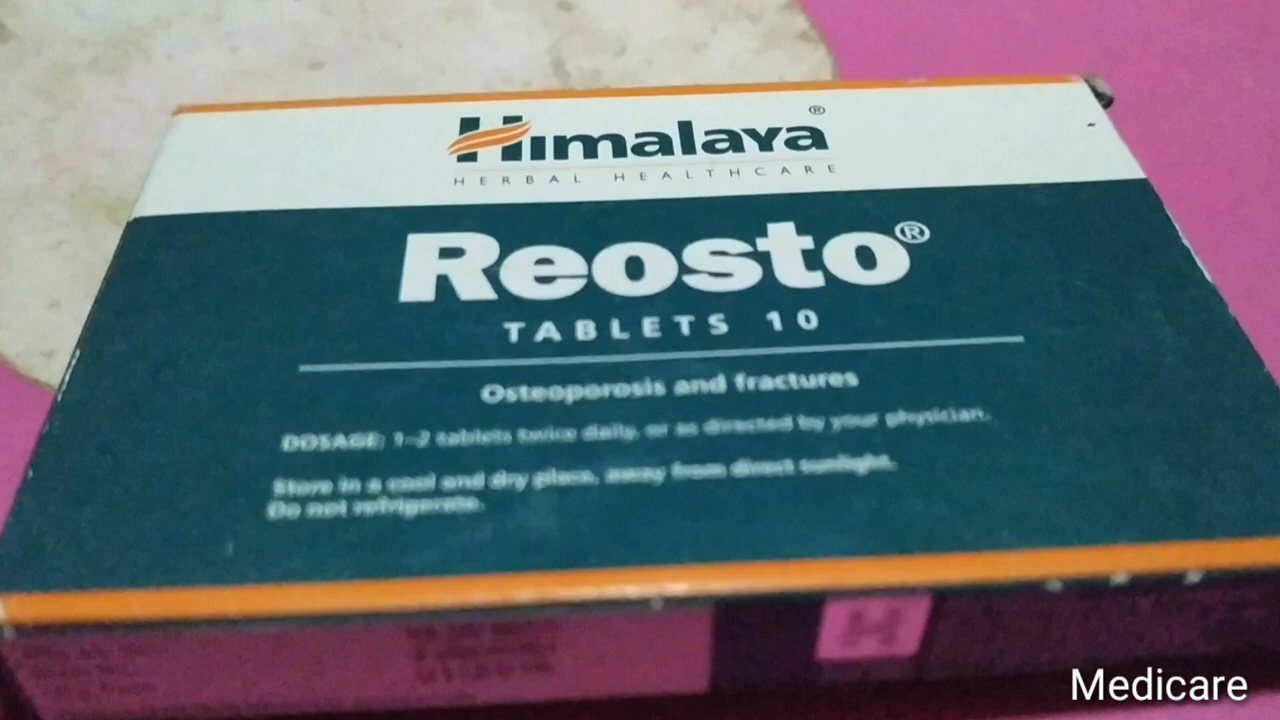 Himalaya®
HERBAL HEALTHCARE
Reosto®
TABLETS 10
Osteoporosis and fractures
DOSAGE: 1-2 tablets twice daily, or as directed by your physician.
Store in a cool and dry place, away from direct sunlight.
Do not refrigerate.
H
Medicare